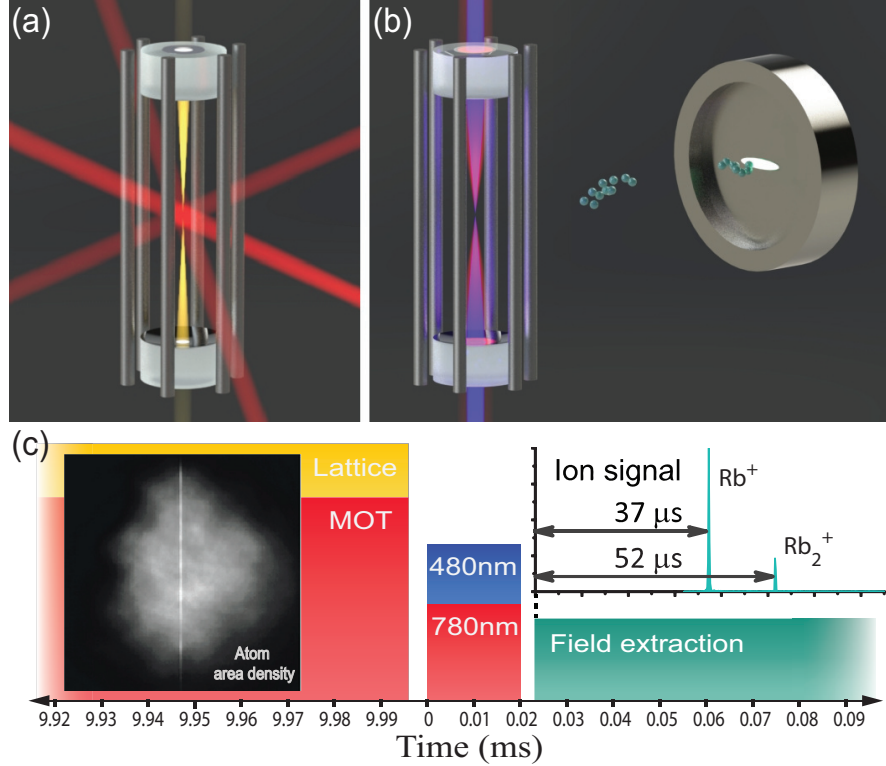 (a)
(b)
(c)
Lattice
MOT
Atom
area density
480nm
780nm
Ion signal
Rb+
37 µs
Rb2+
52 µs
Field extraction
9.92 9.93 9.94 9.95 9.96 9.97 9.98 9.99 0 0.01 0.02 0.03 0.04 0.05 0.06 0.07 0.08 0.09
Time (ms)